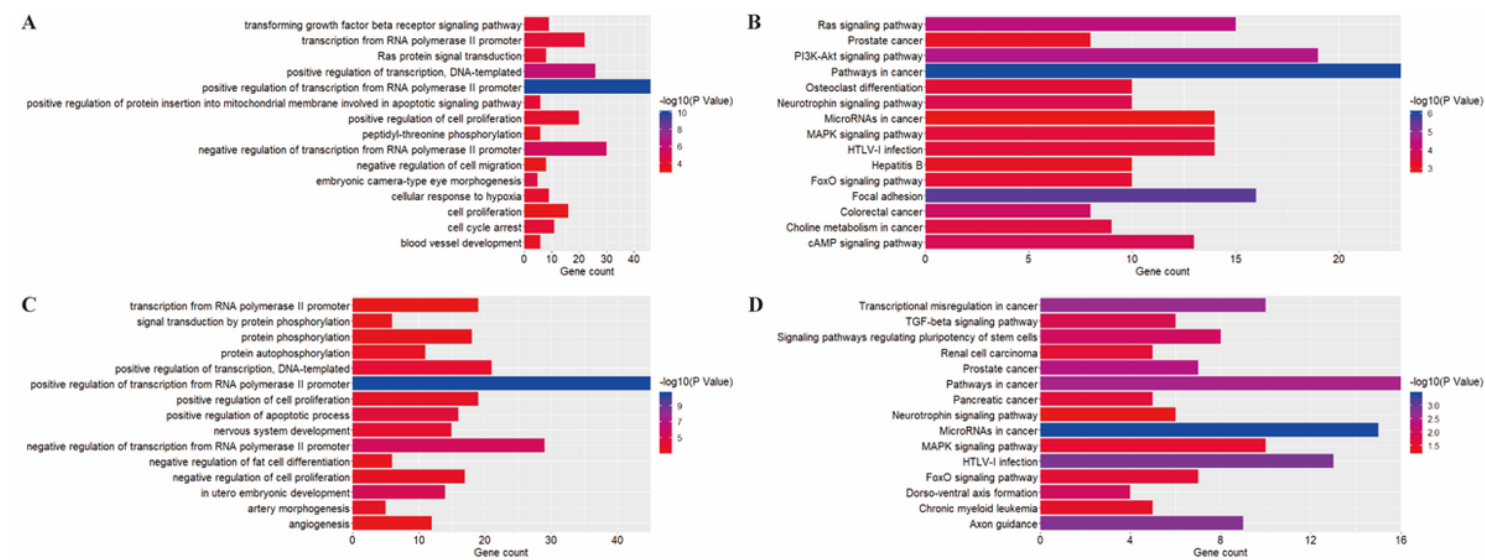 A
transforming growth factor beta receptor signaling pathway
transcription from RNA polymerase II promoter
Ras protein signal transduction
positive regulation of transcription, DNA-templated
positive regulation of transcription from RNA polymerase II promoter
positive regulation of protein insertion into mitochondrial membrane involved in apoptotic signaling pathway
positive regulation of cell proliferation
peptidyl-threonine phosphorylation
negative regulation of transcription from RNA polymerase II promoter
negative regulation of cell migration
embryonic camera-type eye morphogenesis
cellular response to hypoxia
cell proliferation
cell cycle arrest
blood vessel development
0 10 20 30 40
Gene count
-log10(P Value)
10
8
6
4
B
Ras signaling pathway
Prostate cancer
PI3K-Akt signaling pathway
Pathways in cancer
Osteoclast differentiation
Neurotrophin signaling pathway
MicroRNAs in cancer
MAPK signaling pathway
HTLV-I infection
Hepatitis B
FoxO signaling pathway
Focal adhesion
Colorectal cancer
Choline metabolism in cancer
cAMP signaling pathway
0 5 10 15 20
Gene count
-log10(P Value)
6
5
4
3
C
transcription from RNA polymerase II promoter
signal transduction by protein phosphorylation
protein phosphorylation
protein autophosphorylation
positive regulation of transcription, DNA-templated
positive regulation of transcription from RNA polymerase II promoter
positive regulation of cell proliferation
positive regulation of apoptotic process
nervous system development
negative regulation of transcription from RNA polymerase II promoter
negative regulation of fat cell differentiation
negative regulation of cell proliferation
in utero embryonic development
artery morphogenesis
angiogenesis
0 10 20 30 40
Gene count
-log10(P Value)
9
7
5
D
Transcriptional misregulation in cancer
TGF-beta signaling pathway
Signaling pathways regulating pluripotency of stem cells
Renal cell carcinoma
Prostate cancer
Pathways in cancer
Pancreatic cancer
Neurotrophin signaling pathway
MicroRNAs in cancer
MAPK signaling pathway
HTLV-I infection
FoxO signaling pathway
Dorso-ventral axis formation
Chronic myeloid leukemia
Axon guidance
0 4 8 12 16
Gene count
-log10(P Value)
3.0
2.5
2.0
1.5